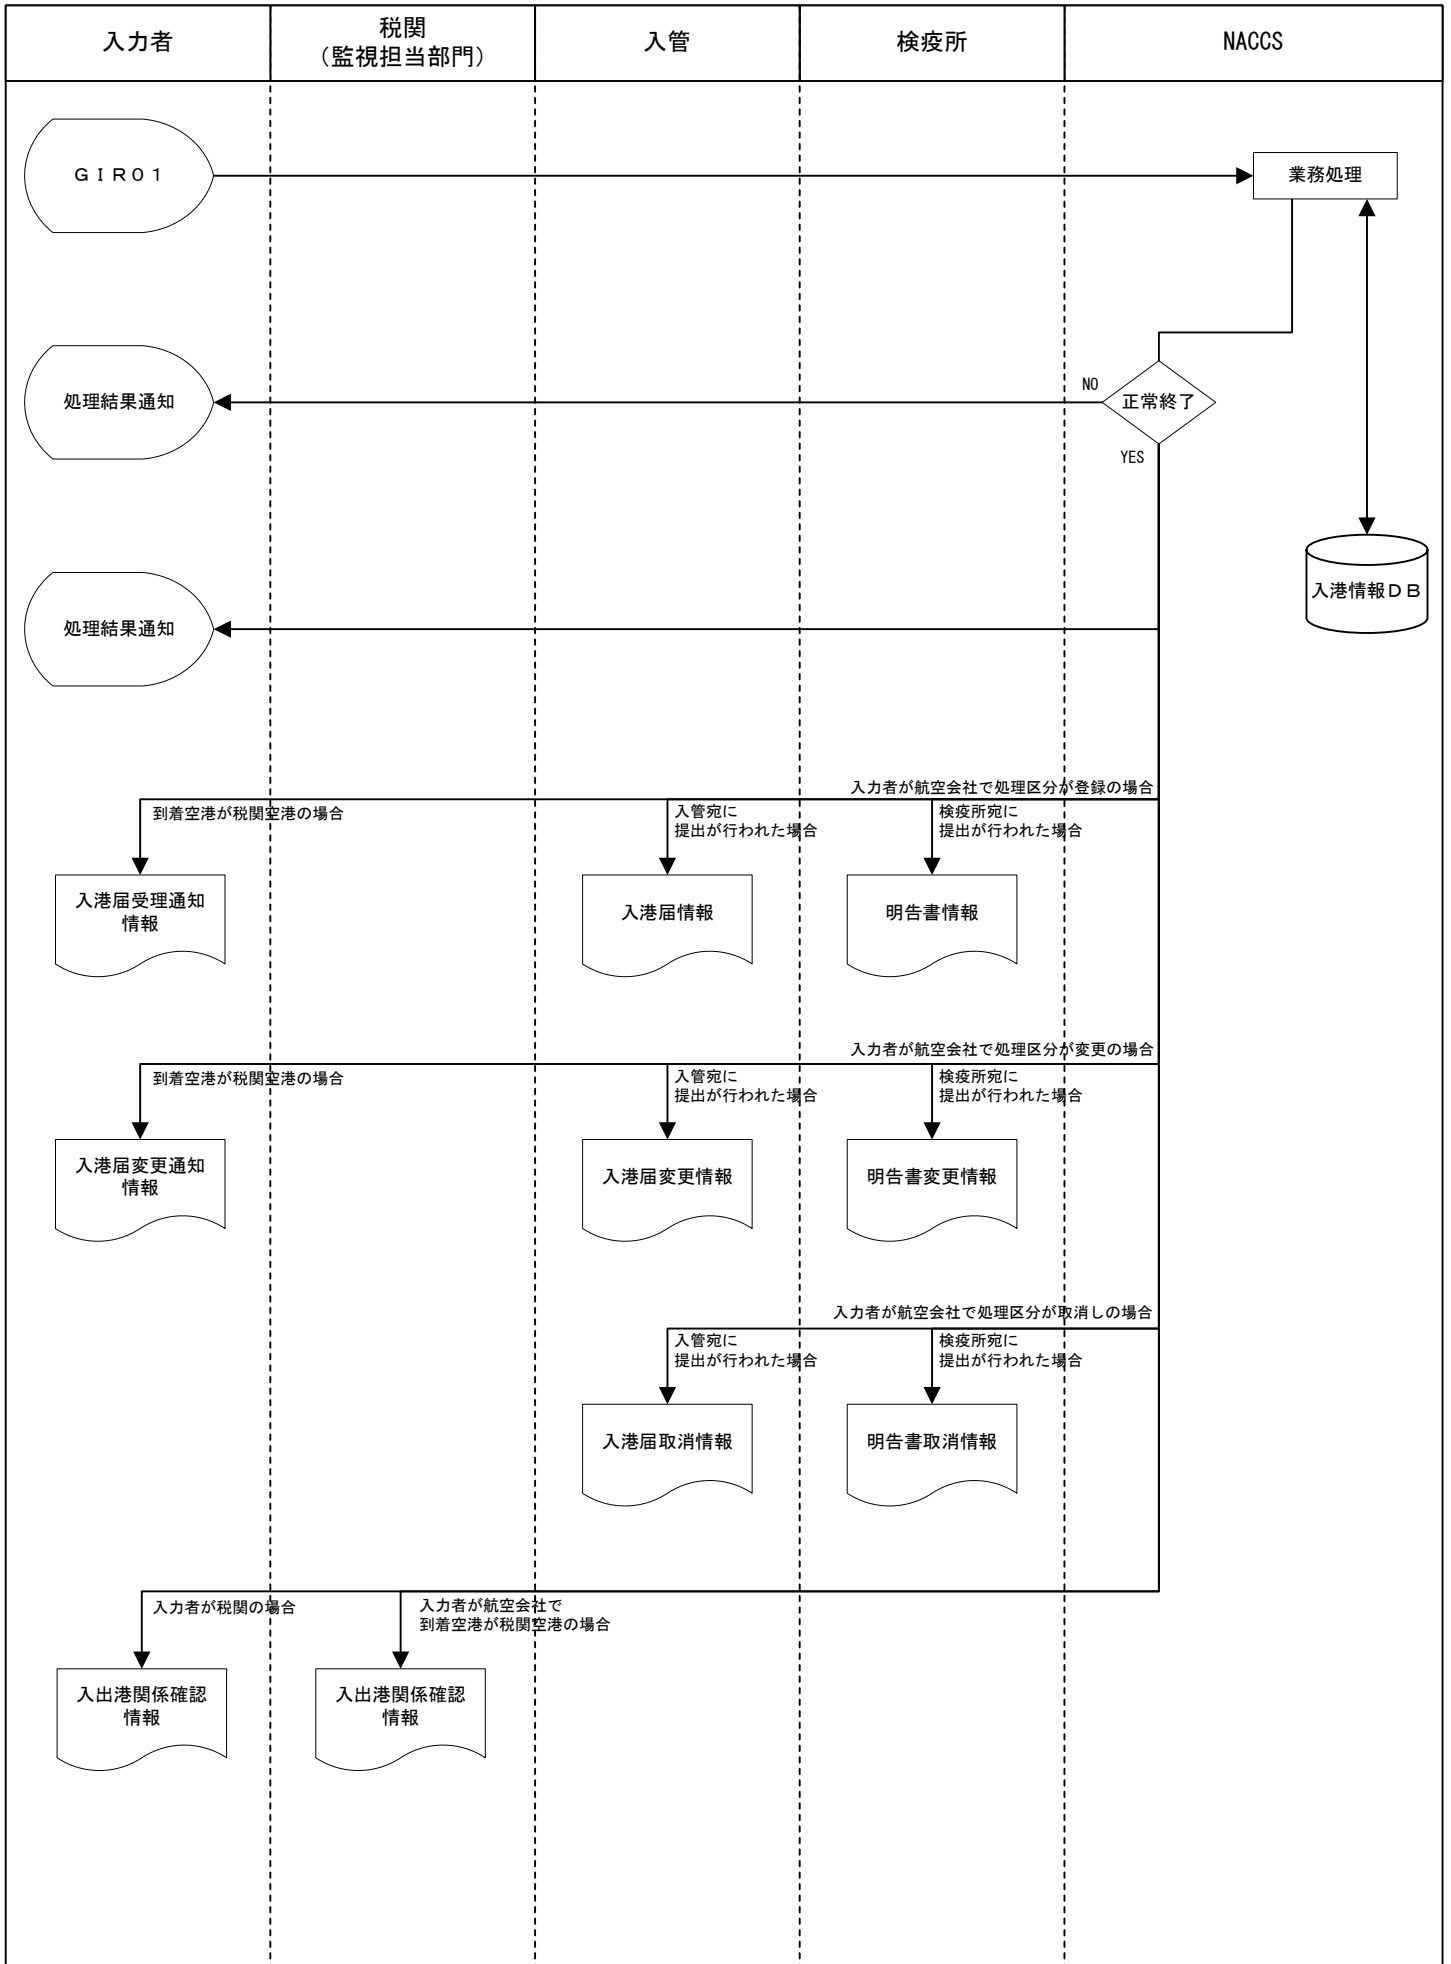 入力者
税関
（監視担当部門）
入管
検疫所
NACCS
ＧＩＲ０１
業務処理
処理結果通知
NO
正常終了
YES
入港情報ＤＢ
処理結果通知
入力者が航空会社で処理区分が登録の場合
到着空港が税関空港の場合
入管宛に
提出が行われた場合
検疫所宛に
提出が行われた場合
入港届受理通知
情報
入港届情報
明告書情報
入力者が航空会社で処理区分が変更の場合
到着空港が税関空港の場合
入管宛に
提出が行われた場合
検疫所宛に
提出が行われた場合
入港届変更通知
情報
入港届変更情報
明告書変更情報
入力者が航空会社で処理区分が取消しの場合
入管宛に
提出が行われた場合
検疫所宛に
提出が行われた場合
入港届取消情報
明告書取消情報
入力者が税関の場合
入力者が航空会社で
到着空港が税関空港の場合
入出港関係確認
情報
入出港関係確認
情報